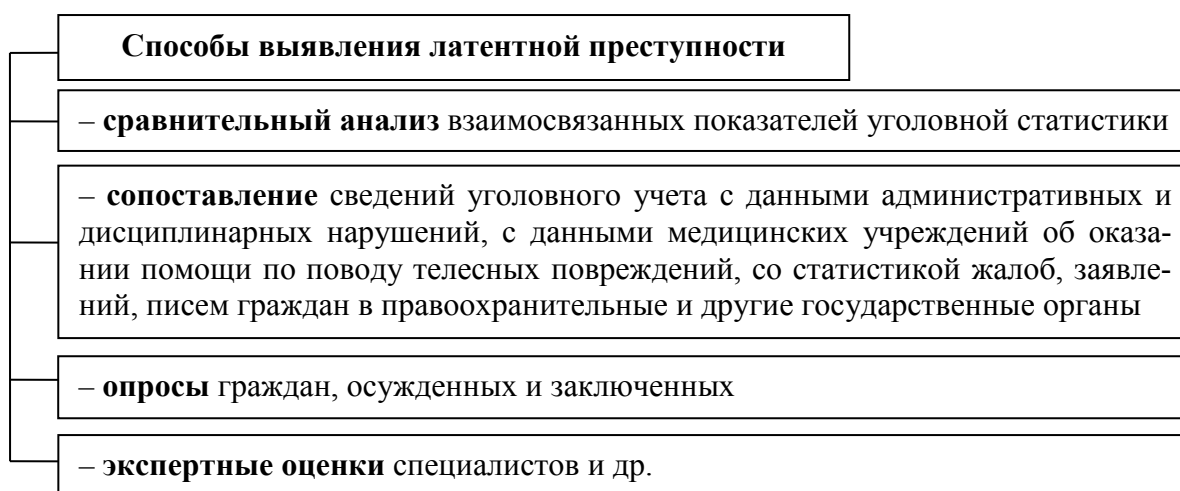 Способы выявления латентной преступности
– сравнительный анализ взаимосвязанных показателей уголовной статистики
– сопоставление сведений уголовного учета с данными административных и
дисциплинарных нарушений, с данными медицинских учреждений об оказа-
нии помощи по поводу телесных повреждений, со статистикой жалоб, заявле-
ний, писем граждан в правоохранительные и другие государственные органы
– опросы граждан, осужденных и заключенных
– экспертные оценки специалистов и др.